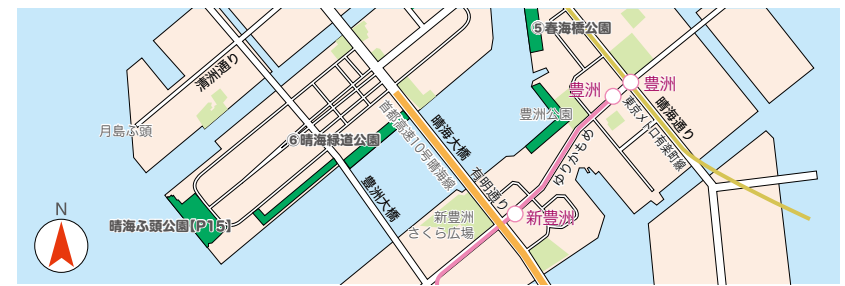 5春海橋公園
清洲通り
豊洲
豊洲
月島ふ頭
豊洲公園
晴海通り
東京メトロ有楽町線
6晴海緑道公園
首都高速10号晴海線
晴海大橋
ゆりかもめ
有明通り
豊洲大橋
新豊洲
さくら広場
新豊洲
晴海ふ頭公園【P15】
N